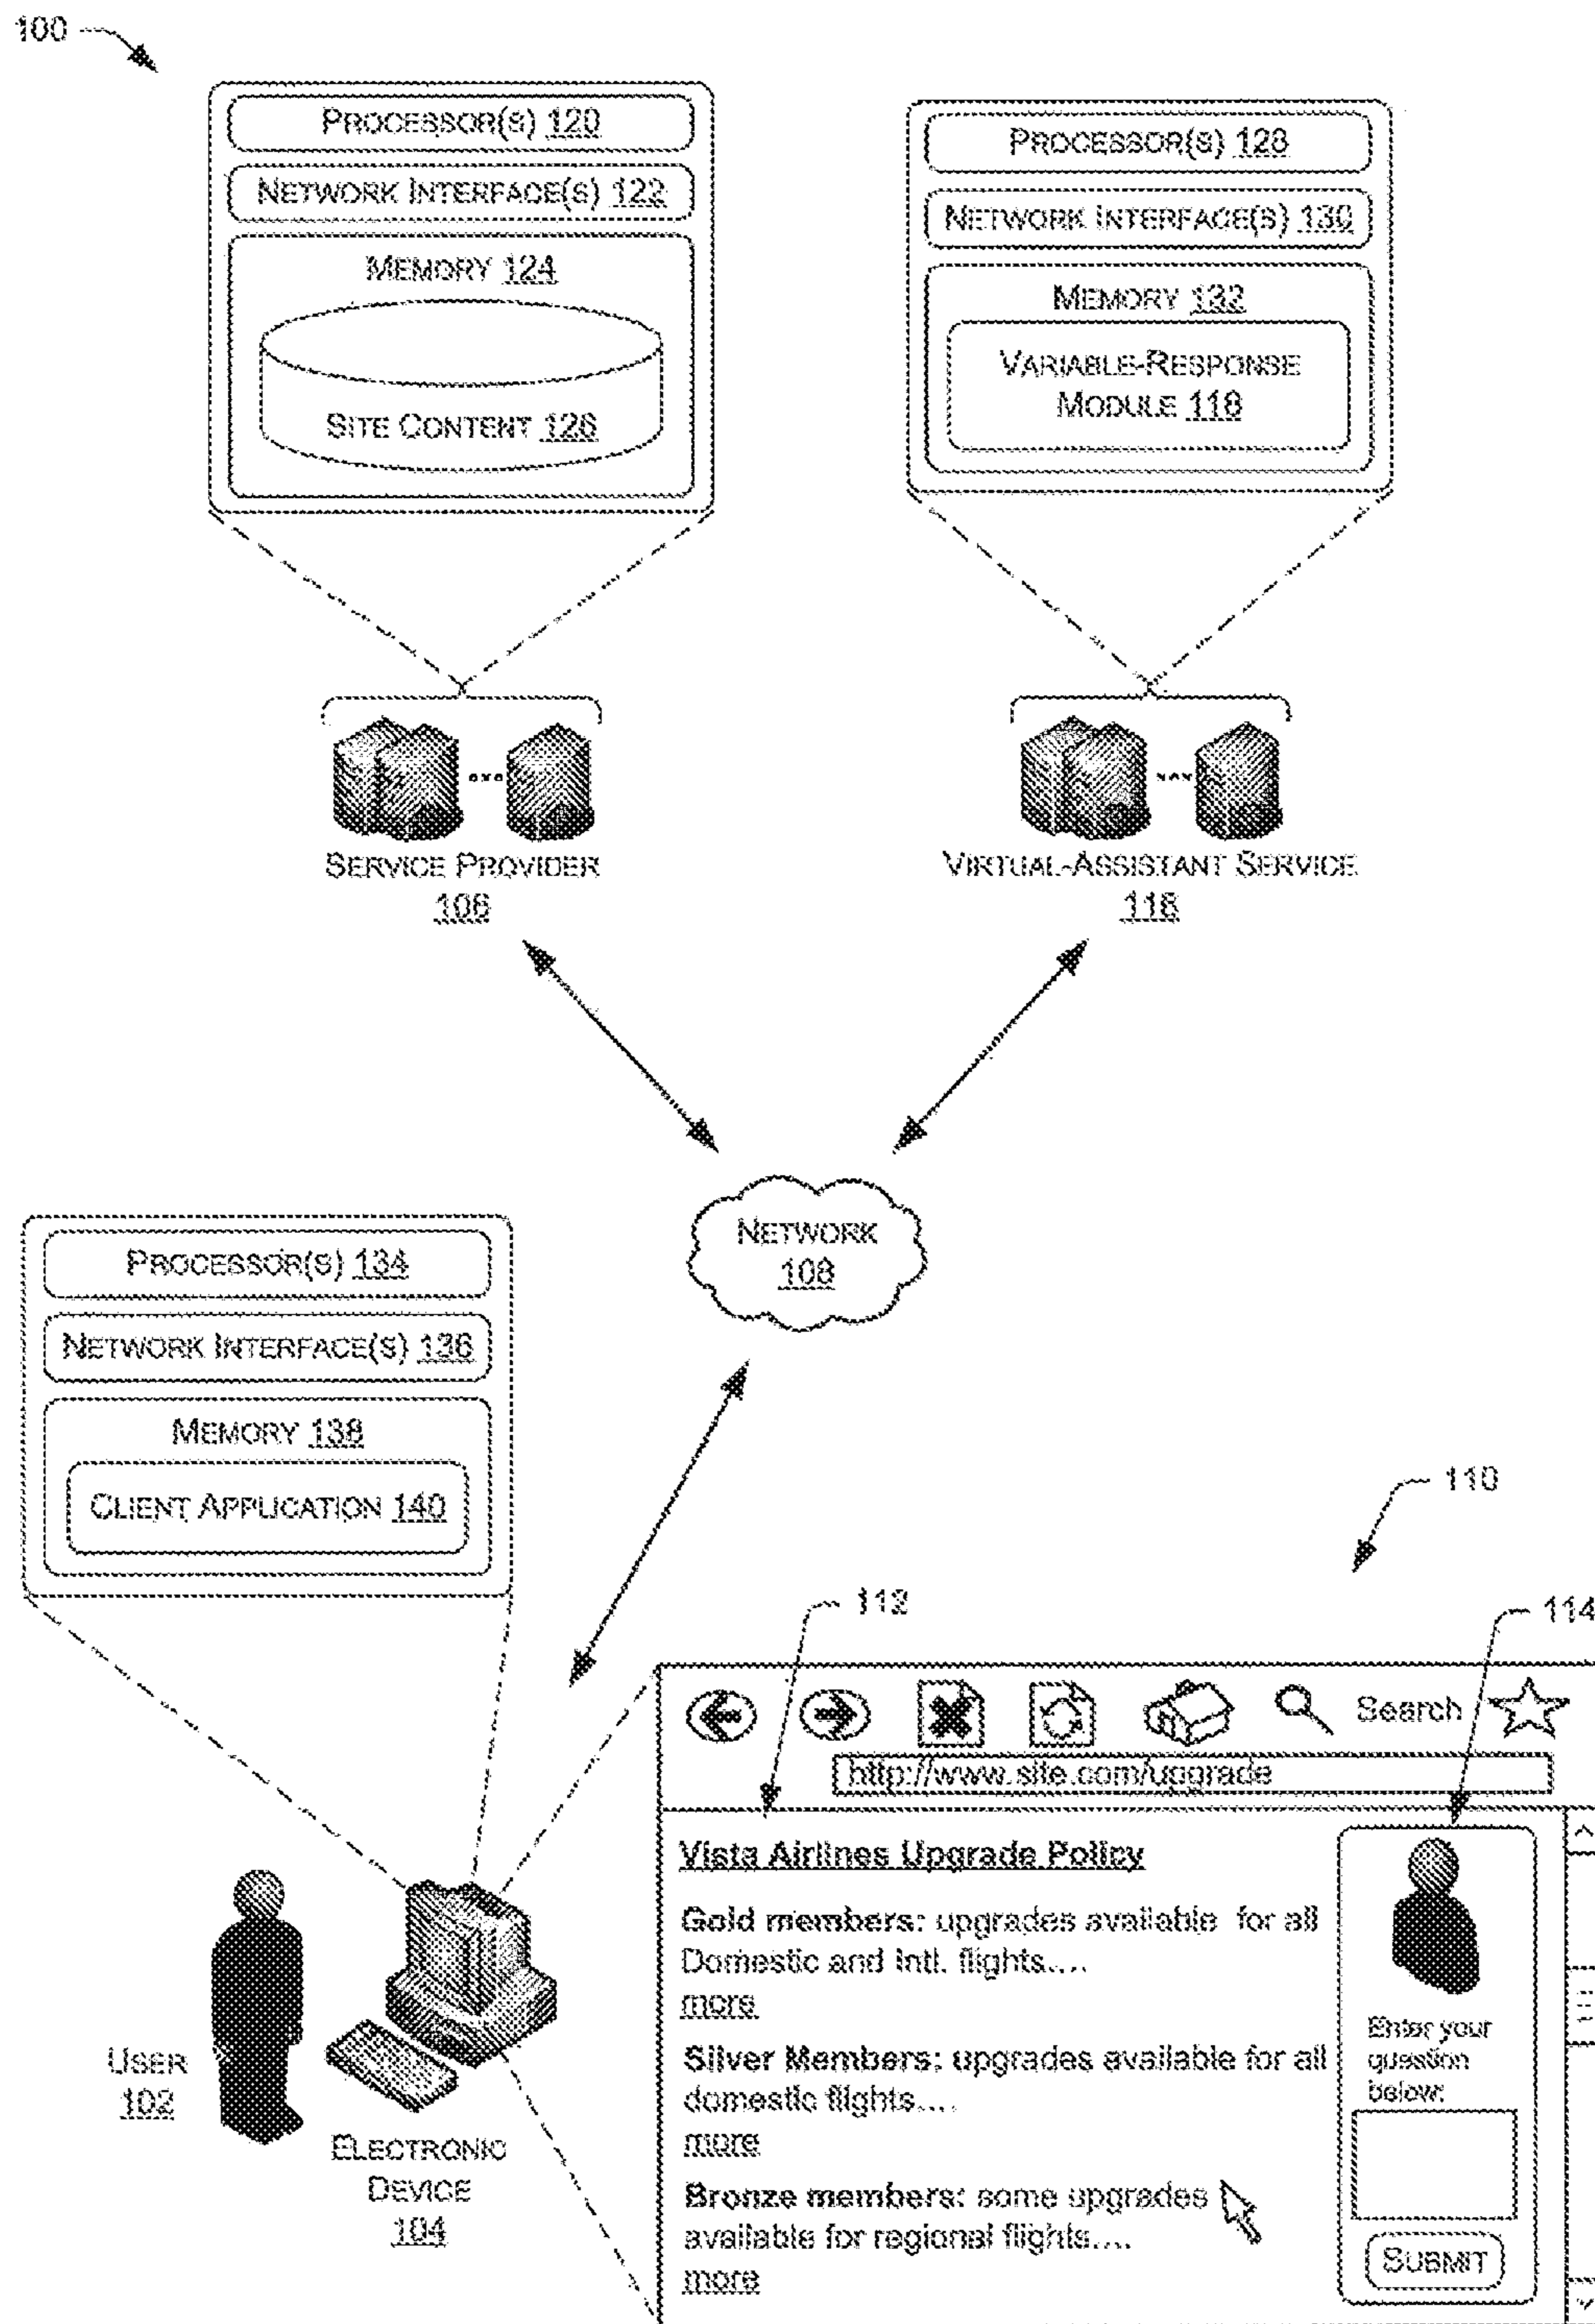 100
PROCESSOR(S) 120
NETWORK INTERFACE(S) 122
MEMORY 124
SITE CONTENT 126
PROCESSOR(S) 128
NETWORK INTERFACE(S) 130
MEMORY 132
VARIABLE-RESPONSE
MODULE 118
SERVICE PROVIDER
106
VIRTUAL-ASSISTANT SERVICE
116
NETWORK
108
PROCESSOR(S) 134
NETWORK INTERFACE(S) 136
MEMORY 138
CLIENT APPLICATION 140
110
112
114
Search
http://www.site.com/upgrade
Vista Airlines Upgrade Policy
Gold members: upgrades available for all
Domestic and Intl. flights....
more
Silver Members: upgrades available for all
domestic flights....
more
Bronze members: some upgrades
available for regional flights....
more
Enter your
question
below:
SUBMIT
USER
102
ELECTRONIC
DEVICE
104